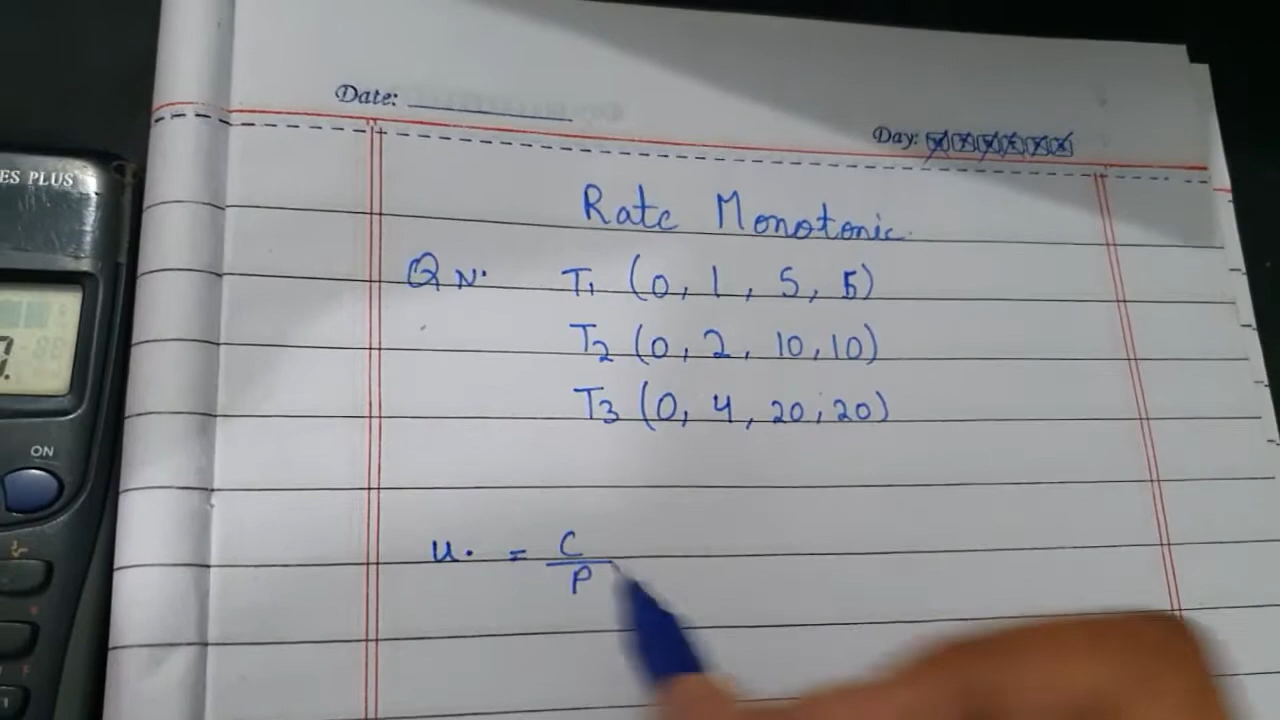 ES PLUS
Date:
Day:
Rate Monotonic.
QN. T1 (0, 1, 5, 5)
T2 (0, 2, 10, 10)
T3 (0, 4, 20, 20)
ON
U. = C
P